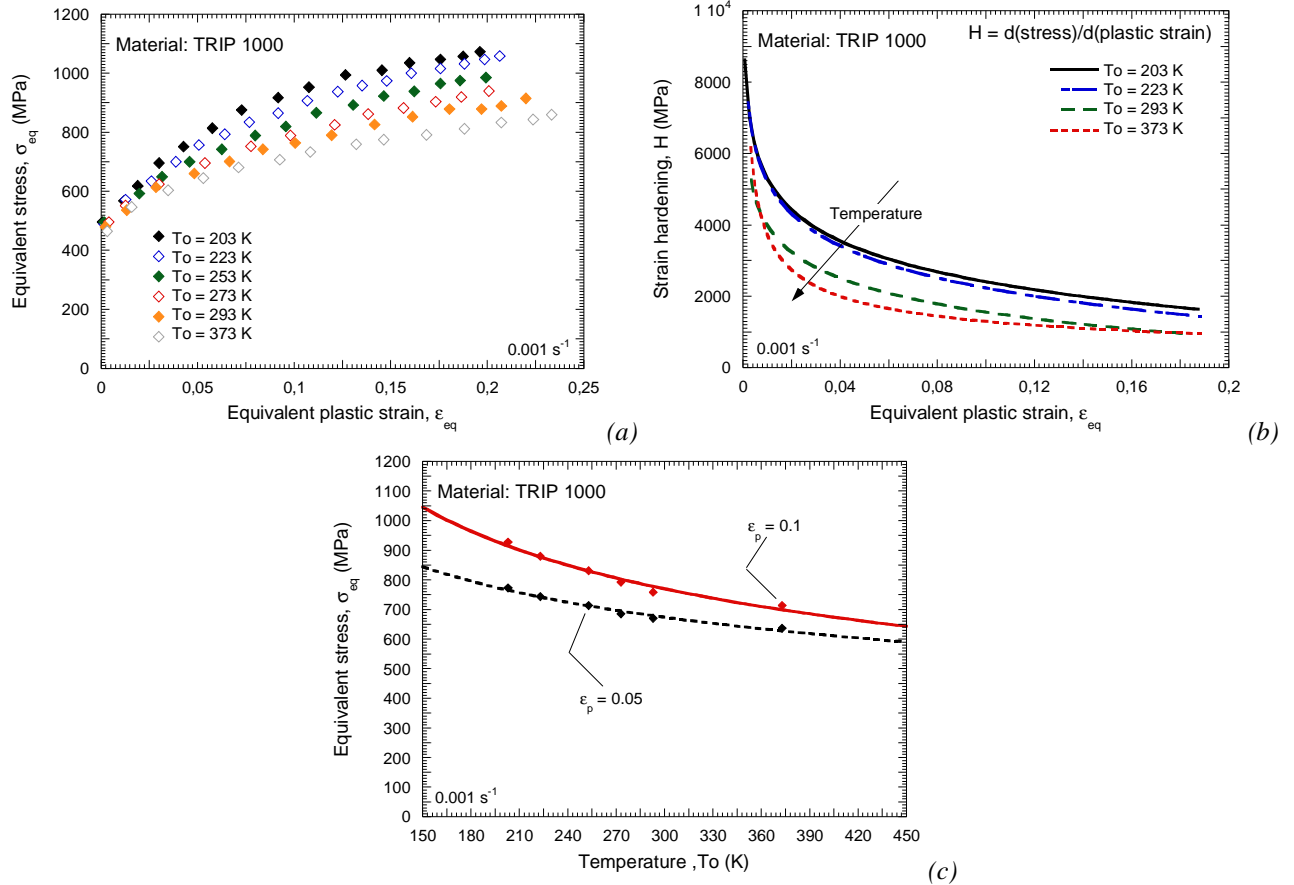 1200
1000
800
600
400
200
0
Equivalent stress, σeq (MPa)
Material: TRIP 1000
To = 203 K
To = 223 K
To = 253 K
To = 273 K
To = 293 K
To = 373 K
0.001 s-1
0 0,05 0,1 0,15 0,2 0,25
Equivalent plastic strain, εeq
(a)
10⁴
8000
6000
4000
2000
0
Strain hardening, H (MPa)
Material: TRIP 1000
H = d(stress)/d(plastic strain)
To = 203 K
To = 223 K
To = 293 K
To = 373 K
Temperature
0.001 s-1
0 0,04 0,08 0,12 0,16 0,2
Equivalent plastic strain, εeq
(b)
1200
1100
1000
900
800
700
600
500
400
300
200
100
0
Equivalent stress, σeq (MPa)
Material: TRIP 1000
εp = 0.1
εp = 0.05
0.001 s-1
150 180 210 240 270 300 330 360 390 420 450
Temperature ,To (K)
(c)